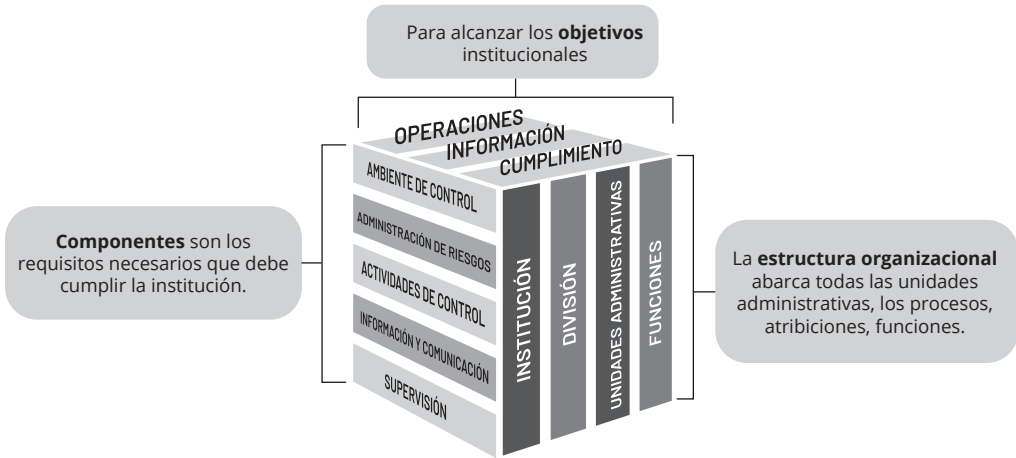 Para alcanzar los objetivos
institucionales
OPERACIONES
INFORMACIÓN
CUMPLIMIENTO
AMBIENTE DE CONTROL
ADMINISTRACIÓN DE RIESGOS
ACTIVIDADES DE CONTROL
INFORMACIÓN Y COMUNICACIÓN
SUPERVISIÓN
INSTITUCIÓN
DIVISIÓN
UNIDADES ADMINISTRATIVAS
FUNCIONES
Componentes son los
requisitos necesarios que debe
cumplir la institución.
La estructura organizacional
abarca todas las unidades
administrativas, los procesos,
atribiciones, funciones.